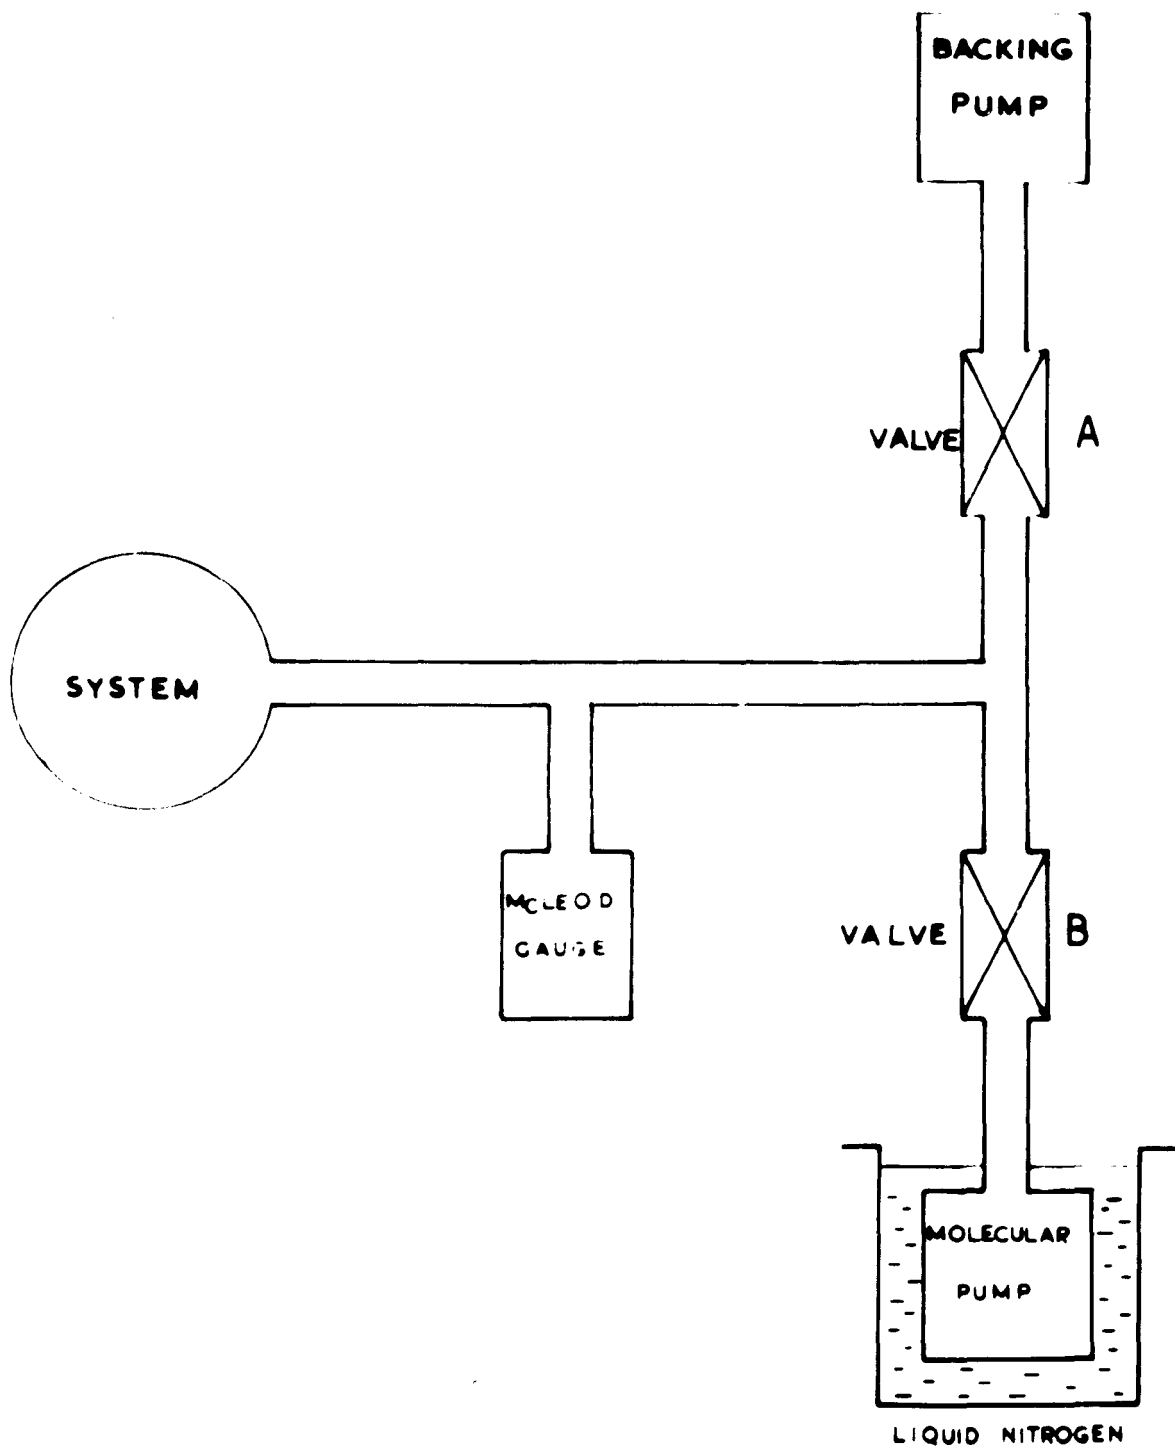 BACKING
PUMP
VALVE A
SYSTEM
McLEOD
GAUGE
VALVE B
MOLECULAR
PUMP
LIQUID NITROGEN